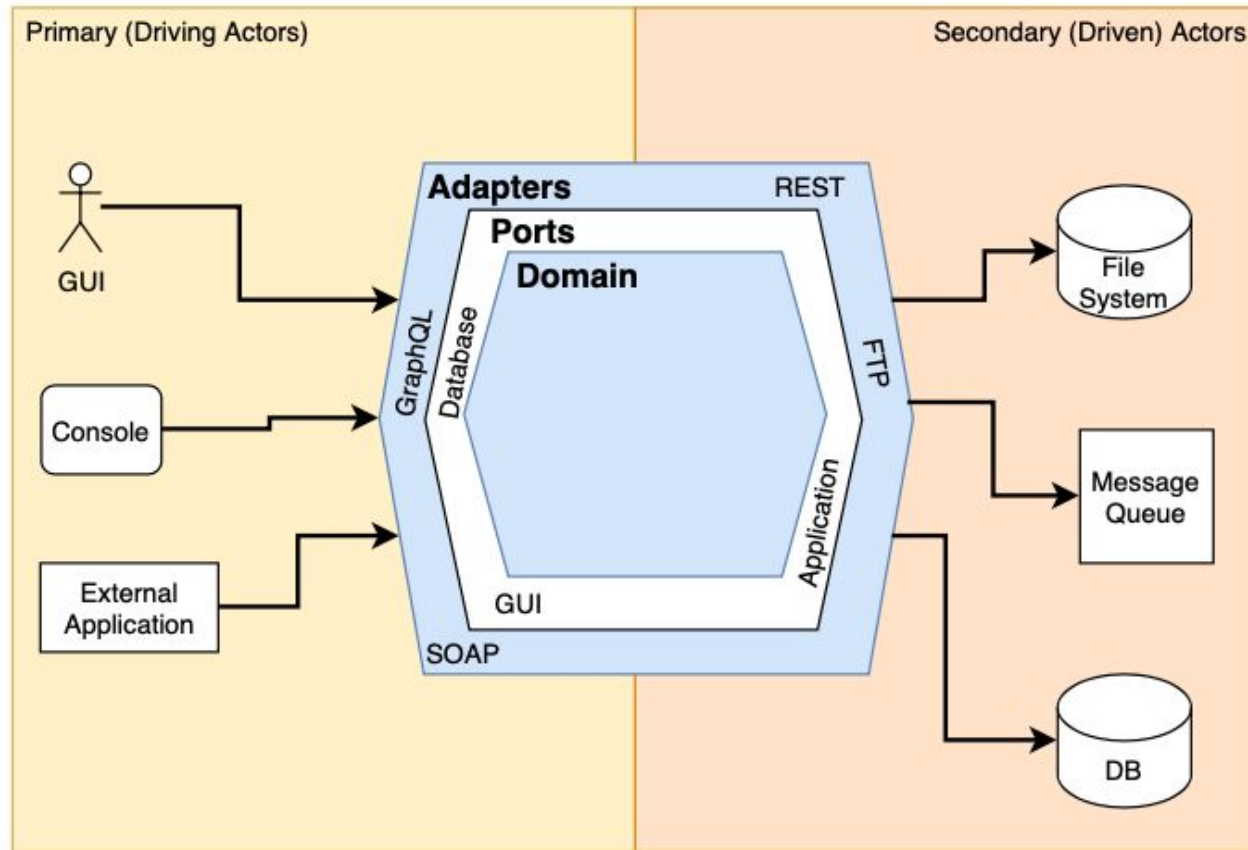 Primary (Driving Actors)
Secondary (Driven) Actors
GUI
Console
External
Application
Adapters
REST
Ports
Domain
GraphQL
Database
FTP
Application
GUI
SOAP
File
System
Message
Queue
DB